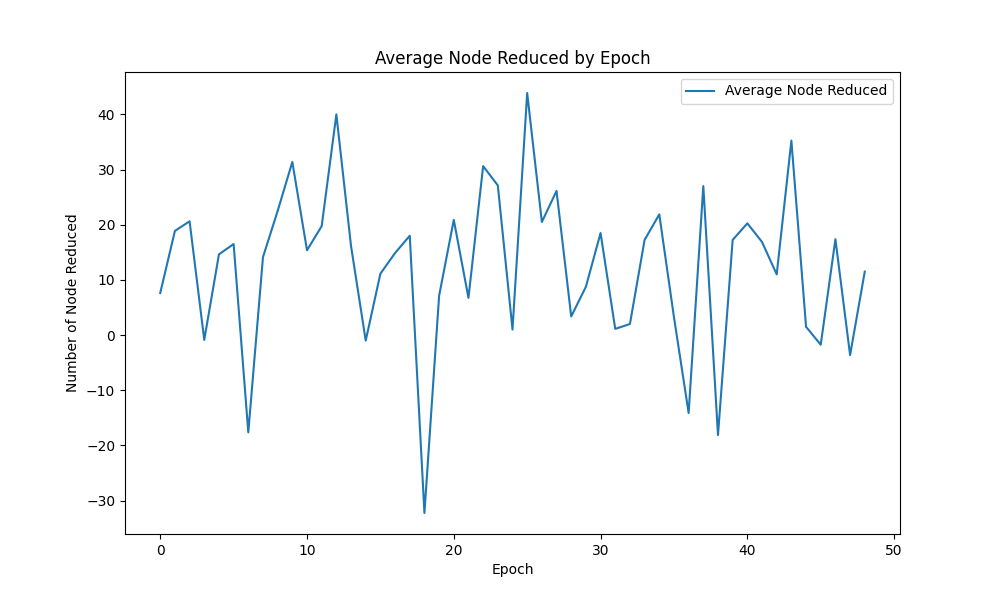 Average Node Reduced by Epoch
Average Node Reduced
Number of Node Reduced
40
30
20
10
0
−10
−20
−30
0 10 20 30 40 50
Epoch